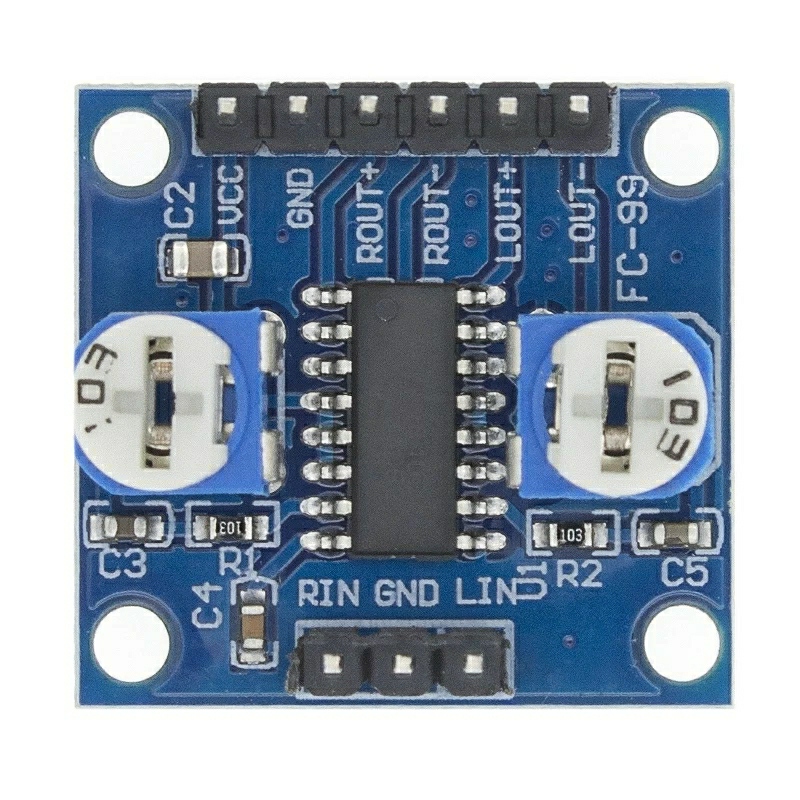 C2
VCC
GND
ROUT+
ROUT-
LOUT+
LOUT-
FC-99
103
103
C3
103
R1
C4
103
R2
C5
U1
RIN GND LIN